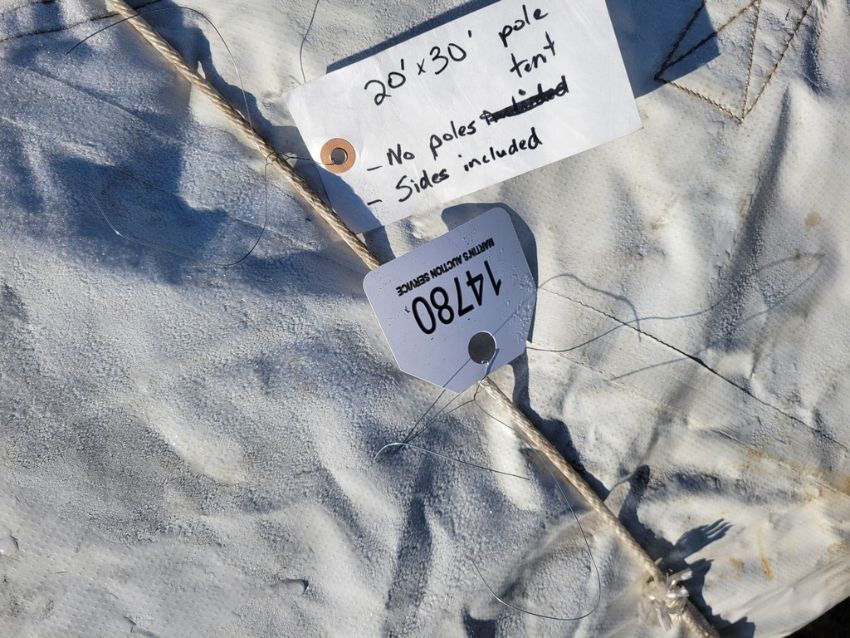 20' x 30' pole
tent
- No poles
- Sides included
14780
MARTIN'S AUCTION SERVICE